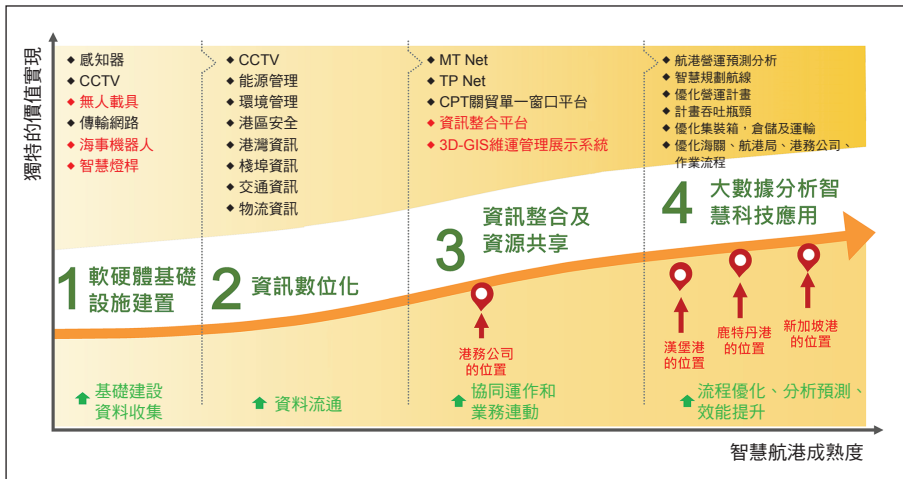 獨特的價值實現
◆ 感知器
◆ CCTV
◆ 無人載具
◆ 傳輸網路
◆ 海事機器人
◆ 智慧燈桿
◆ CCTV
◆ 能源管理
◆ 環境管理
◆ 港區安全
◆ 港灣資訊
◆ 棧埠資訊
◆ 交通資訊
◆ 物流資訊
◆ MT Net
◆ TP Net
◆ CPT關貿單一窗口平台
◆ 資訊整合平台
◆ 3D-GIS維運管理展示系統
◆ 航港營運預測分析
◆ 智慧規劃航線
◆ 優化營運計畫
◆ 計畫吞吐瓶頸
◆ 優化集裝箱，倉儲及運輸
◆ 優化海關、航港局、港務公司、
作業流程
1 軟硬體基礎
設施建置
2 資訊數位化
3 資訊整合及
資源共享
4 大數據分析智
慧科技應用
港務公司
的位置
漢堡港
的位置
鹿特丹港
的位置
新加坡港
的位置
基礎建設
資料收集
資料流通
協同運作和
業務連動
流程優化、分析預測、
效能提升
智慧航港成熟度